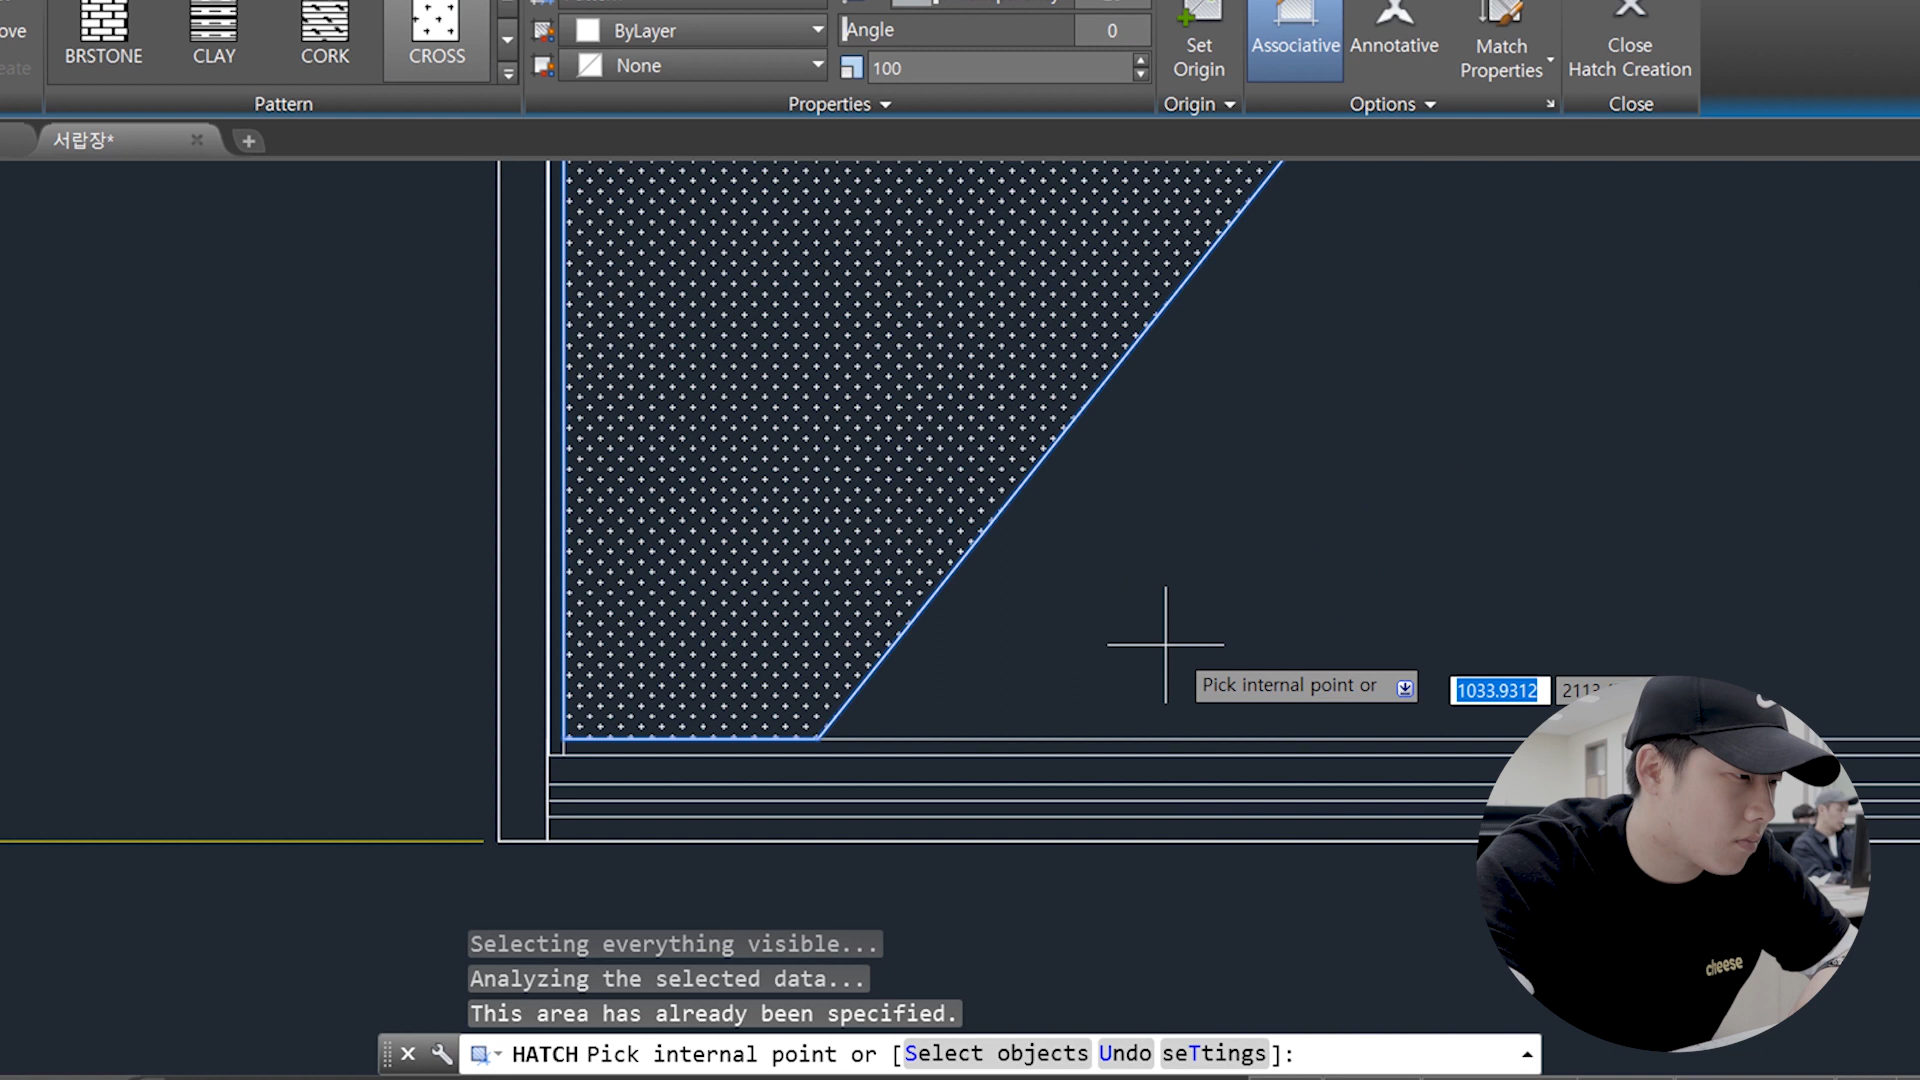 ove
BRSTONE CLAY CORK CROSS
ByLayer
None
Angle 0
100
Set Origin
Associative
Annotative
Match Properties
Close Hatch Creation
Pattern
Properties
Origin
Options
Close
서랍장*
Pick internal point or
1033.9312
cheese
Selecting everything visible...
Analyzing the selected data...
This area has already been specified.
HATCH Pick internal point or [Select objects Undo seTtings]: